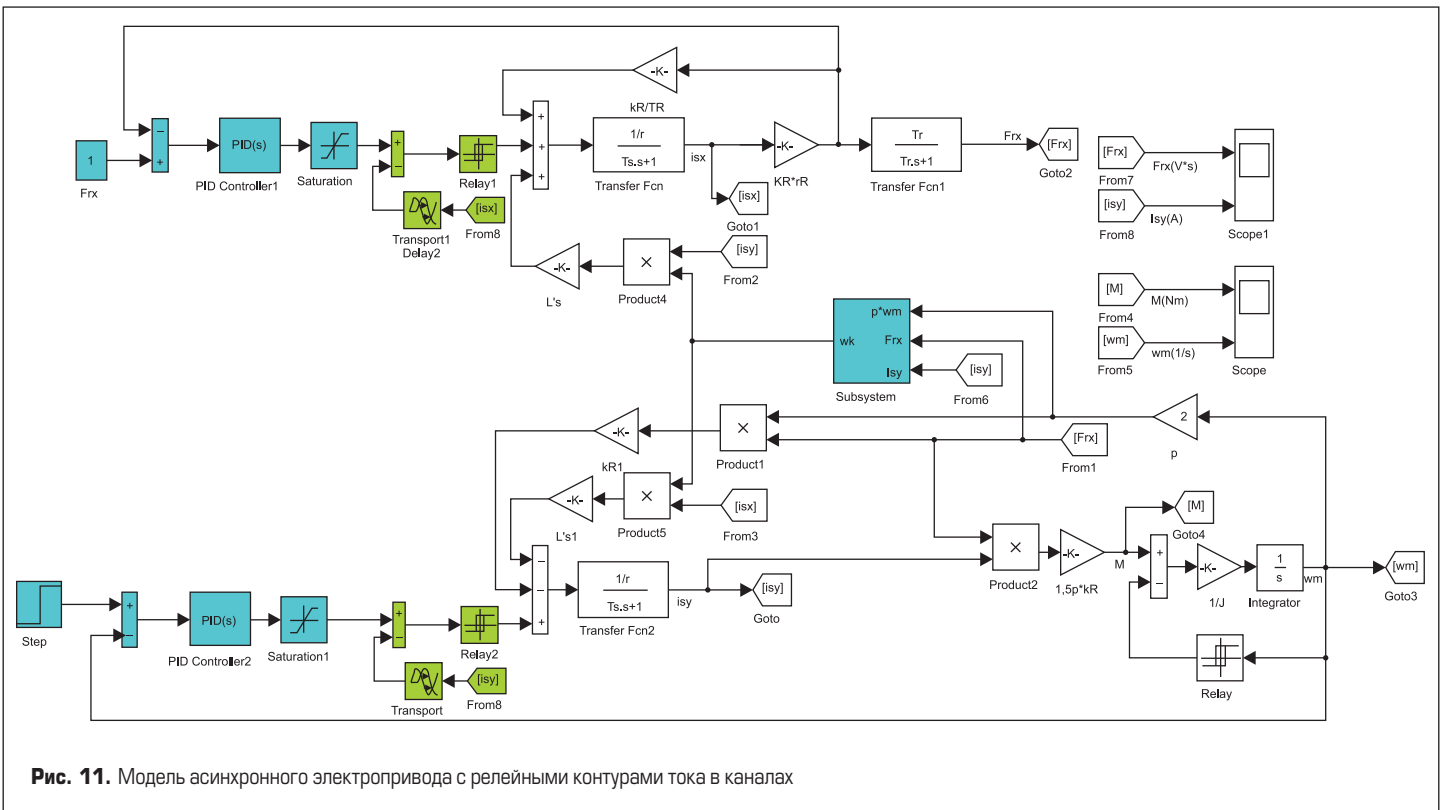 -K-
kR/TR
1
Frx
−
+
PID(s)
PID Controller1
Saturation
+
−
Relay1
Transport1
Delay2
[isx]
From8
+
+
+
1/r
Ts.s+1
Transfer Fcn
isx
[isx]
Goto1
-K-
KR*rR
Tr
Tr.s+1
Transfer Fcn1
Frx
[Frx]
Goto2
[Frx]
From7
Frx(V*s)
[isy]
From8
Isy(A)
Scope1
-K-
L's
×
Product4
[isy]
From2
[M]
From4
M(Nm)
[wm]
From5
wm(1/s)
Scope
p*wm
wk
Frx
Isy
Subsystem
[isy]
From6
-K-
kR1
×
Product1
[Frx]
From1
2
p
-K-
L's1
×
Product5
[isx]
From3
×
Product2
-K-
1,5p*kR
M
[M]
Goto4
+
−
-K-
1/J
1
s
Integrator
wm
[wm]
Goto3
Relay
Step
+
−
PID(s)
PID Controller2
Saturation1
+
−
Relay2
Transport
[isy]
From8
−
−
+
1/r
Ts.s+1
Transfer Fcn2
isy
[isy]
Goto
Рис. 11. Модель асинхронного электропривода с релейными контурами тока в каналах